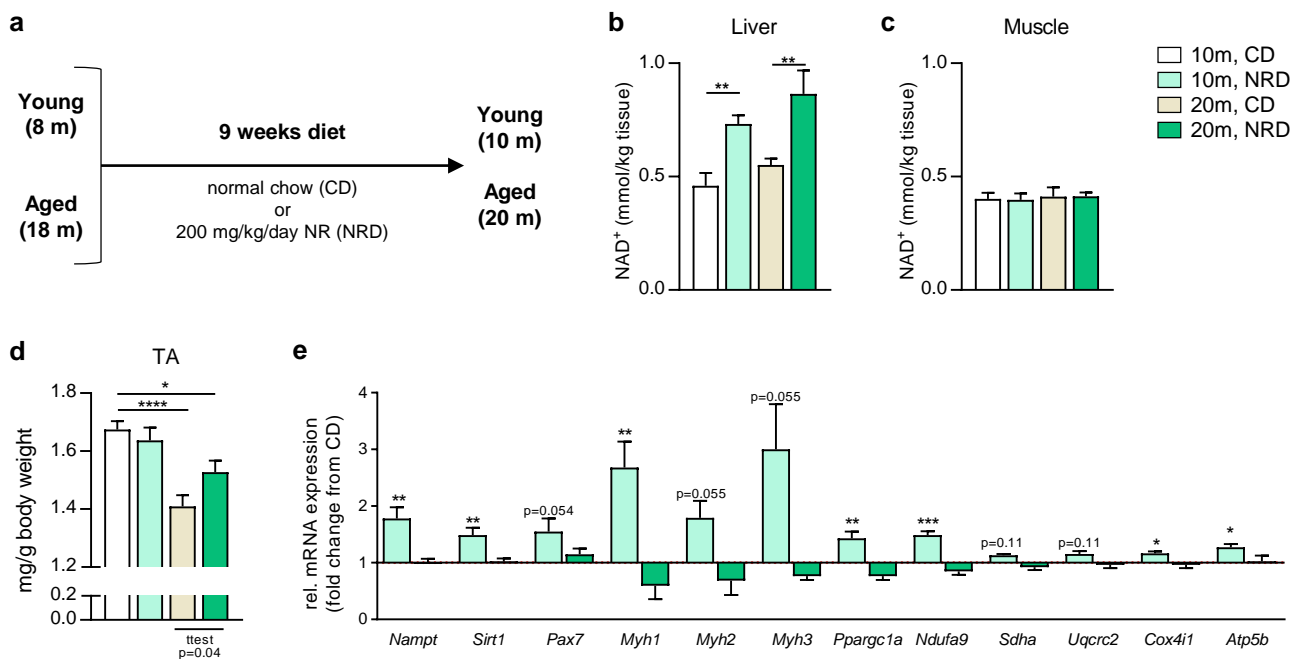 a
Young
(8 m)
Aged
(18 m)
9 weeks diet
normal chow (CD)
or
200 mg/kg/day NR (NRD)
Young
(10 m)
Aged
(20 m)
b
Liver
NAD⁺ (mmol/kg tissue)
1.0
0.5
0.0
**
**
c
Muscle
NAD⁺ (mmol/kg tissue)
1.0
0.5
0.0
10m, CD
10m, NRD
20m, CD
20m, NRD
d
TA
mg/g body weight
1.8
1.6
1.4
1.2
0.2
0.0
*
****
ttest
p=0.04
e
rel. mRNA expression
(fold change from CD)
4
3
2
1
0
**
**
p=0.054
**
p=0.055
p=0.055
**
***
p=0.11
p=0.11
*
*
Nampt Sirt1 Pax7 Myh1 Myh2 Myh3 Ppargc1a Ndufa9 Sdha Uqcrc2 Cox4i1 Atp5b